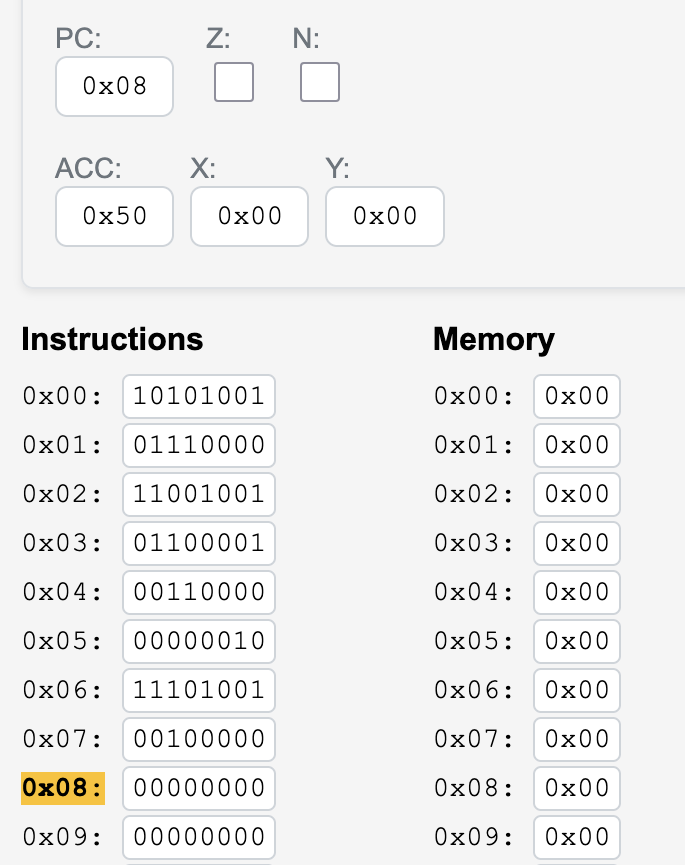 PC: Z: N:
0x08
ACC: X: Y:
0x50 0x00 0x00
Instructions Memory
0x00: 10101001 0x00: 0x00
0x01: 01110000 0x01: 0x00
0x02: 11001001 0x02: 0x00
0x03: 01100001 0x03: 0x00
0x04: 00110000 0x04: 0x00
0x05: 00000010 0x05: 0x00
0x06: 11101001 0x06: 0x00
0x07: 00100000 0x07: 0x00
0x08: 00000000 0x08: 0x00
0x09: 00000000 0x09: 0x00